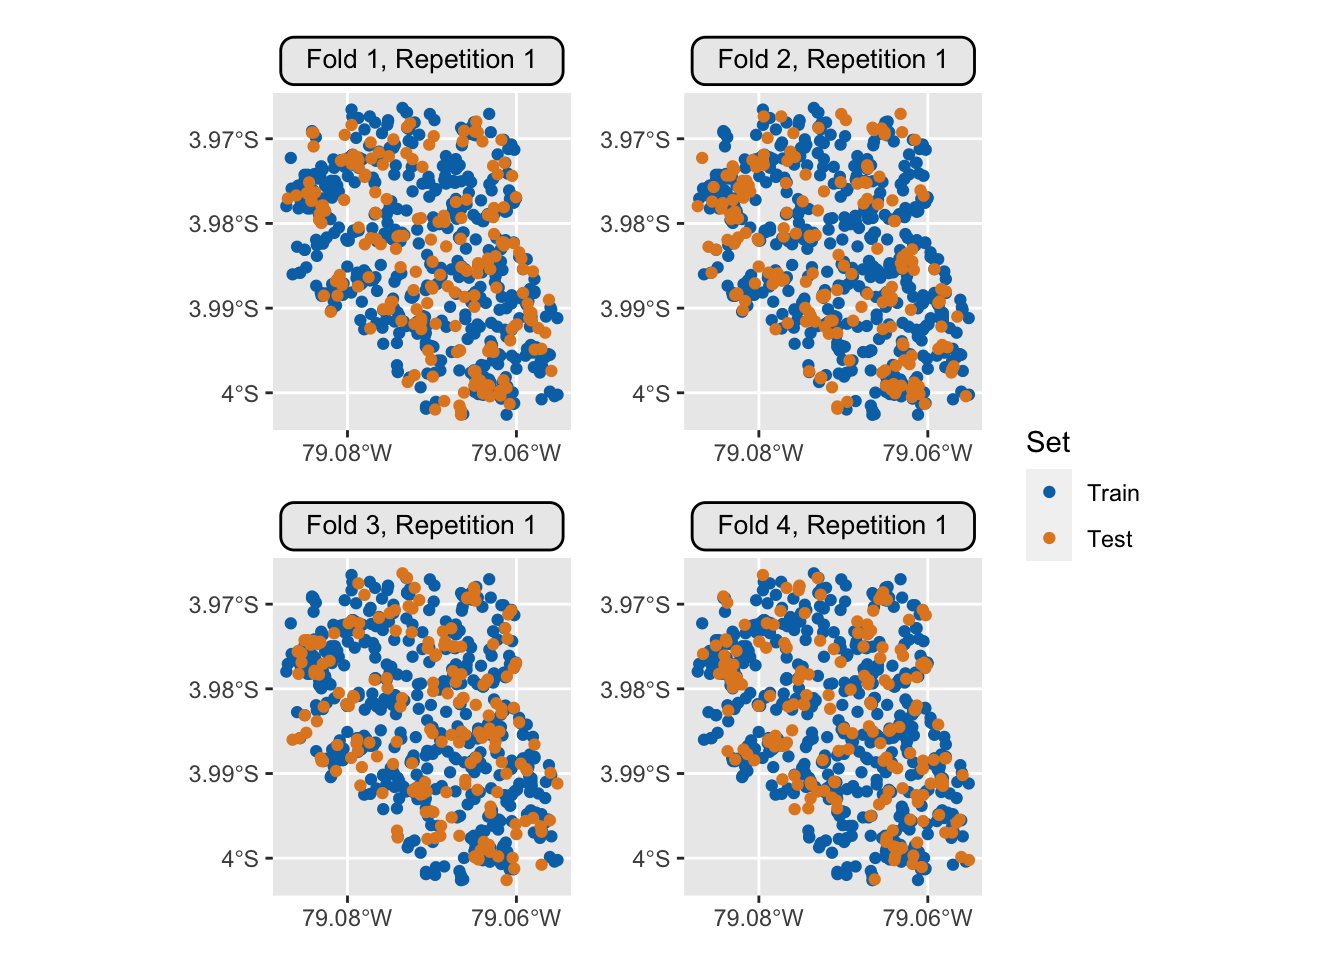 Fold 1, Repetition 1
Fold 2, Repetition 1
3.97°S
3.98°S
3.99°S
4°S
79.08°W
79.06°W
3.97°S
3.98°S
3.99°S
4°S
79.08°W
79.06°W
Set
Train
Test
Fold 3, Repetition 1
Fold 4, Repetition 1
3.97°S
3.98°S
3.99°S
4°S
79.08°W
79.06°W
3.97°S
3.98°S
3.99°S
4°S
79.08°W
79.06°W